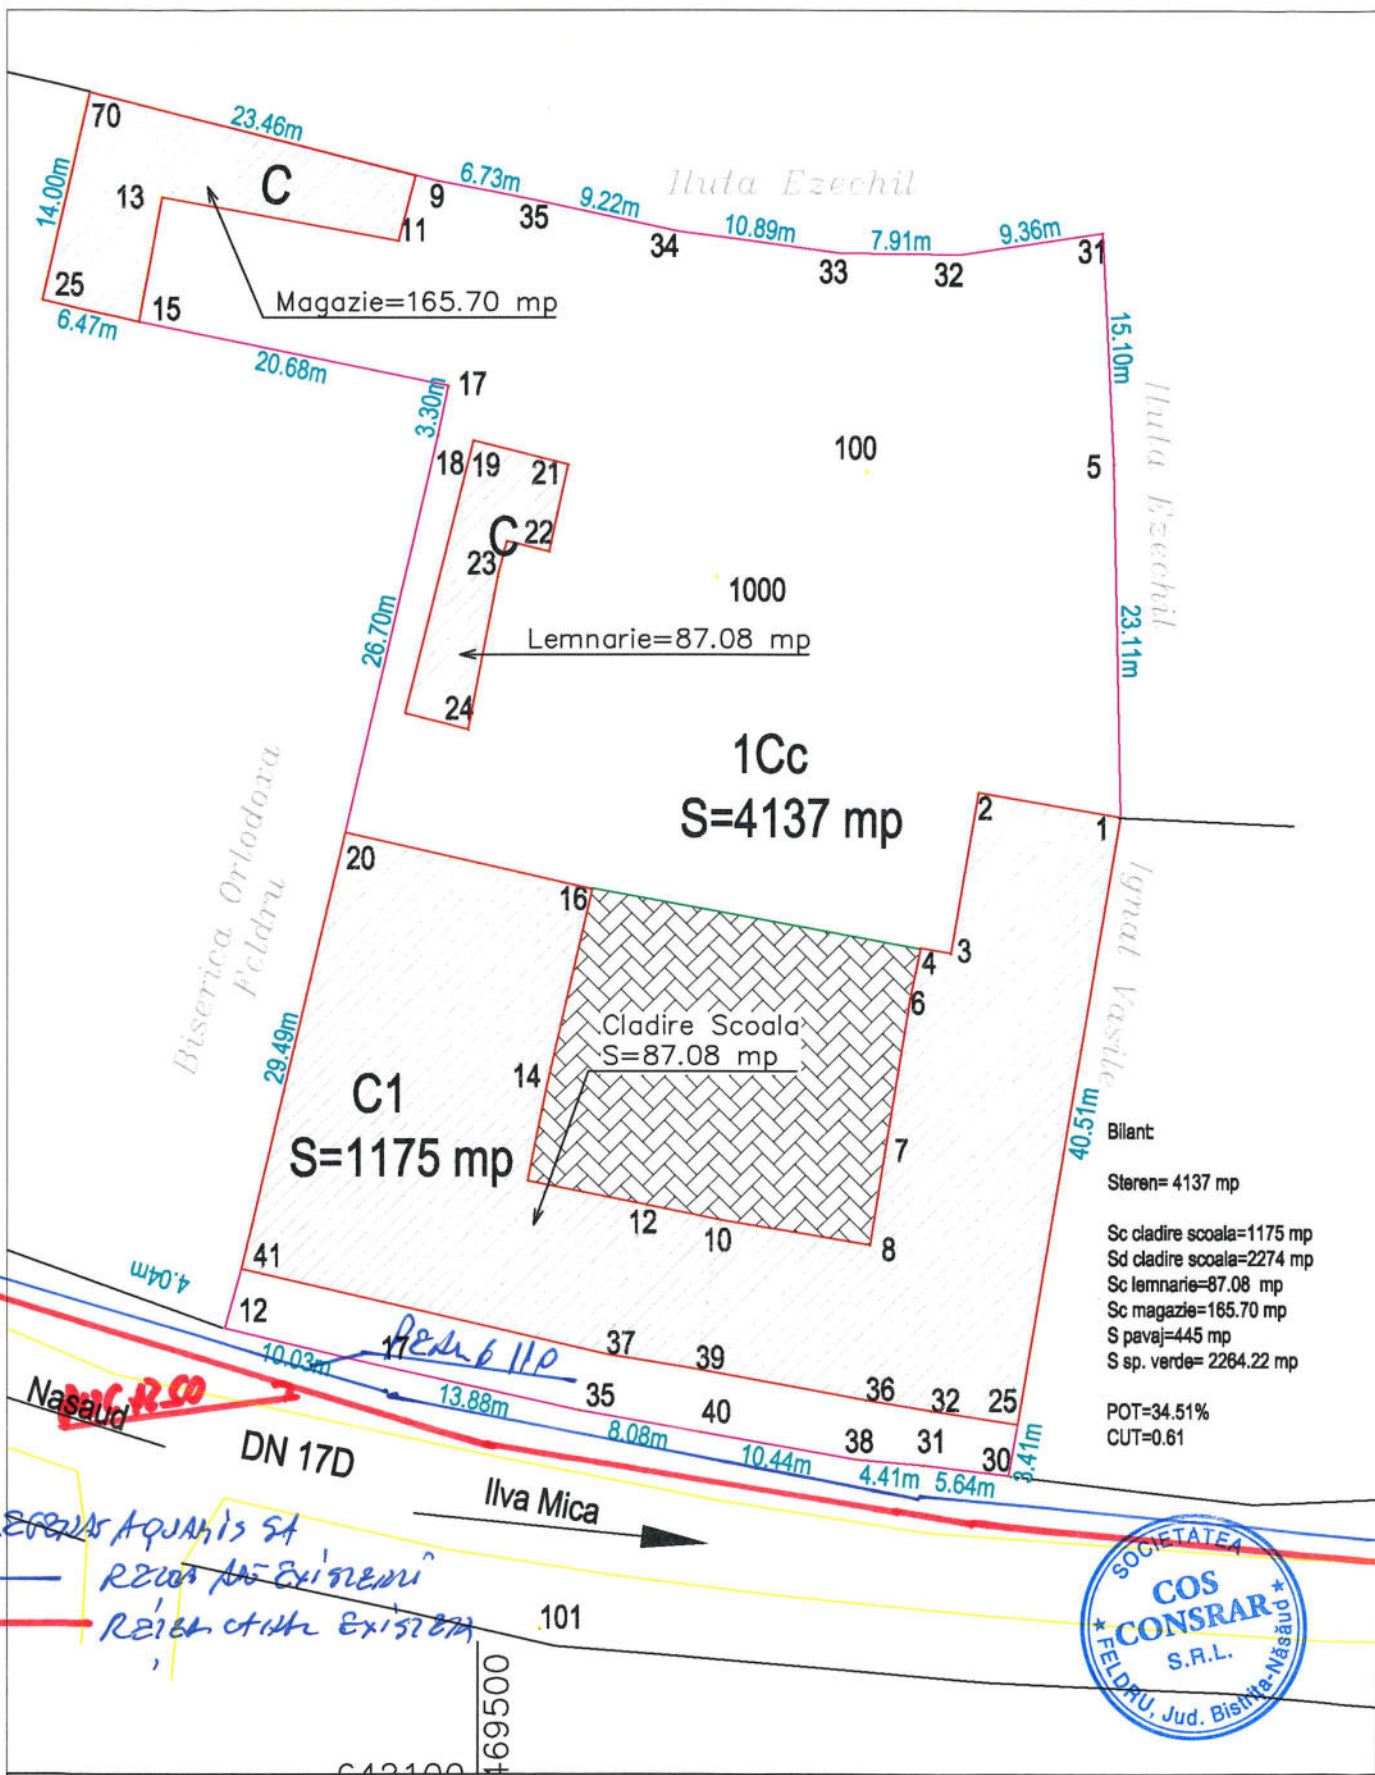 70
23.46m
C
9
6.73m
35
9.22m
Iluta Ezechil
34
10.89m
33
7.91m
32
9.36m
31
14.00m
13
11
25
15
Magazie=165.70 mp
6.47m
20.68m
17
3.30m
15.10m
Iluta Ezechil
18
19
21
100
5
C
22
23
1000
26.70m
Lemnarie=87.08 mp
23.11m
24
1Cc
S=4137 mp
2
1
20
16
3
4
6
Ignat Vasile
Biserica Ortodoxa
Feldru
Cladire Scoala
S=87.08 mp
29.49m
14
C1
S=1175 mp
7
40.51m
12
10
8
Bilant:
Steren= 4137 mp
Sc cladire scoala=1175 mp
Sd cladire scoala=2274 mp
Sc lemnarie=87.08 mp
Sc magazie=165.70 mp
S pavaj=445 mp
S sp. verde= 2264.22 mp
POT=34.51%
CUT=0.61
41
4.04m
12
17
37
39
10.03m
36
32
25
13.88m
35
40
8.08m
38
31
30
3.41m
10.44m
4.41m
5.64m
Nasaud
DN 17D
Ilva Mica
AQUABIS SA
101
SOCIETATEA
COS
CONSRAR
S.R.L.
* FELDRU, Jud. Bistrița-Năsăud *
469500